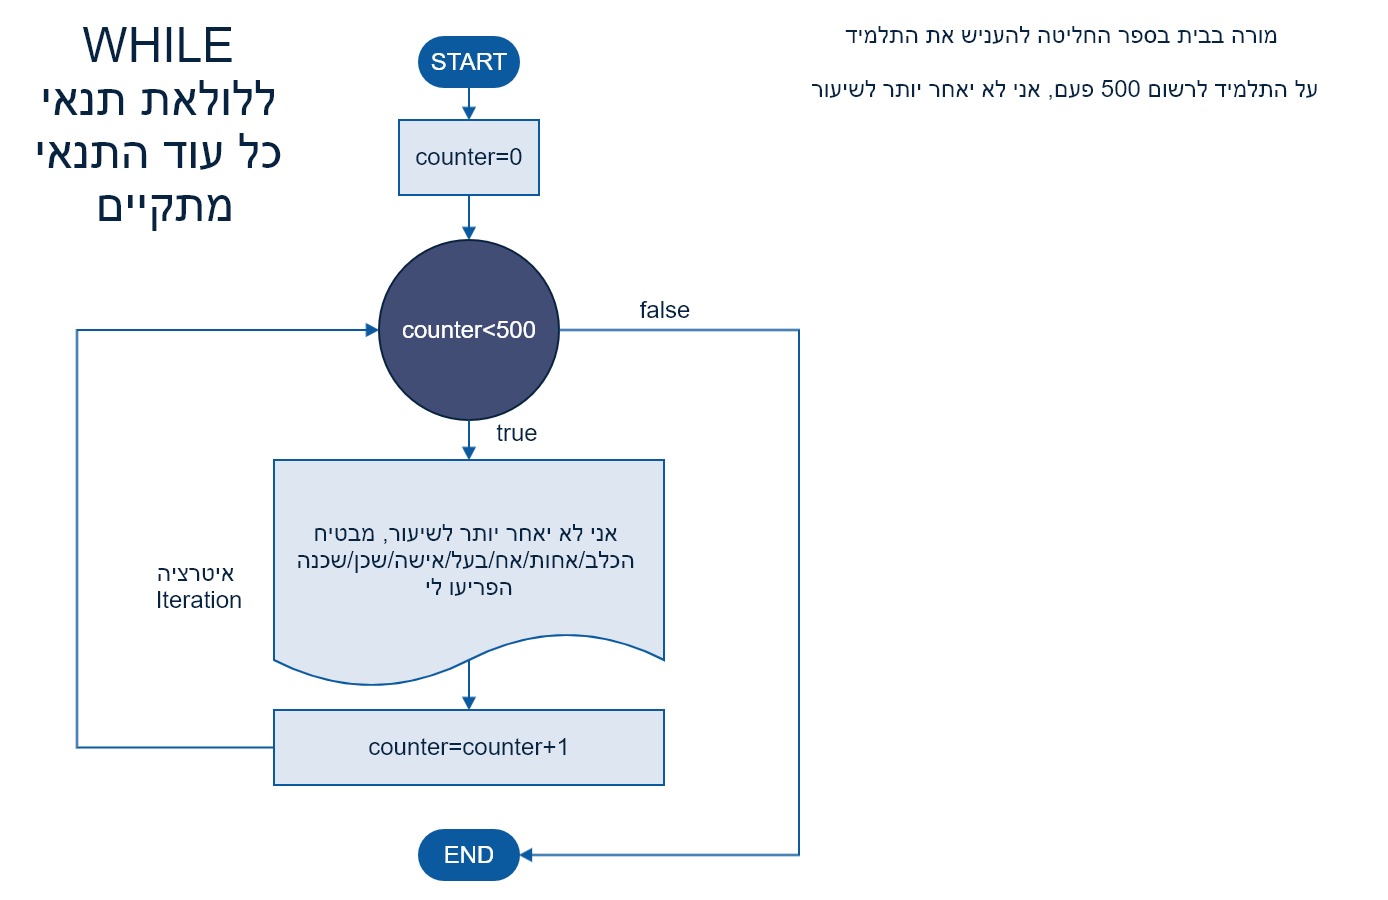 WHILE
ללולאת תנאי
כל עוד התנאי
מתקיים
מורה בבית בספר החליטה להעניש את התלמיד
על התלמיד לרשום 500 פעם, אני לא יאחר יותר לשיעור
START
counter=0
counter<500
false
true
אני לא יאחר יותר לשיעור, מבטיח
הכלב/אחות/אח/בעל/אישה/שכן/שכנה
הפריעו לי
איטרציה
Iteration
counter=counter+1
END